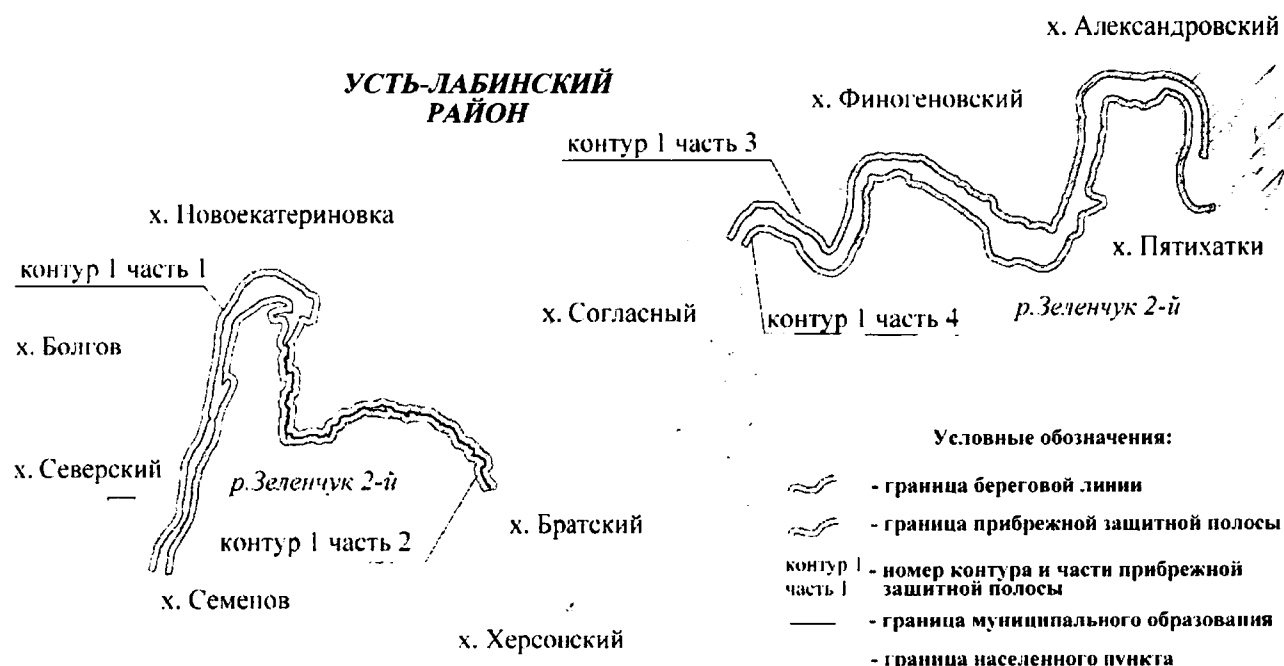 х. Александровский
УСТЬ-ЛАБИНСКИЙ
РАЙОН
х. Финогеновский
контур 1 часть 3
х. Новоекатериновка
контур 1 часть 1
х. Пятихатки
х. Согласный
контур 1 часть 4
р.Зеленчук 2-й
х. Болгов
Условные обозначения:
х. Северский
р.Зеленчук 2-й
- граница береговой линии
х. Братский
- граница прибрежной защитной полосы
контур 1 часть 2
контур 1
часть 1
- номер контура и части прибрежной
защитной полосы
х. Семенов
- граница муниципального образования
х. Херсонский
- граница населенного пункта